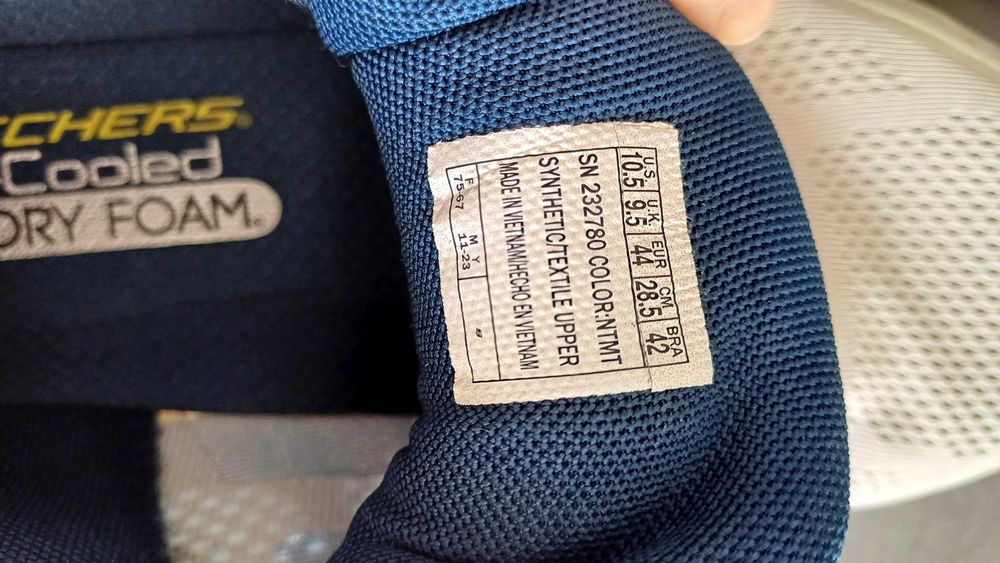 CHERS
Cooled
ORY FOAM®
U.S. U.K. EUR CM BRA
10.5 9.5 44 28.5 42
SN 232780 COLOR:NTMT
SYNTHETIC/TEXTILE UPPER
MADE IN VIETNAM/HECHO EN VIETNAM
F M Y
75-67 11-23